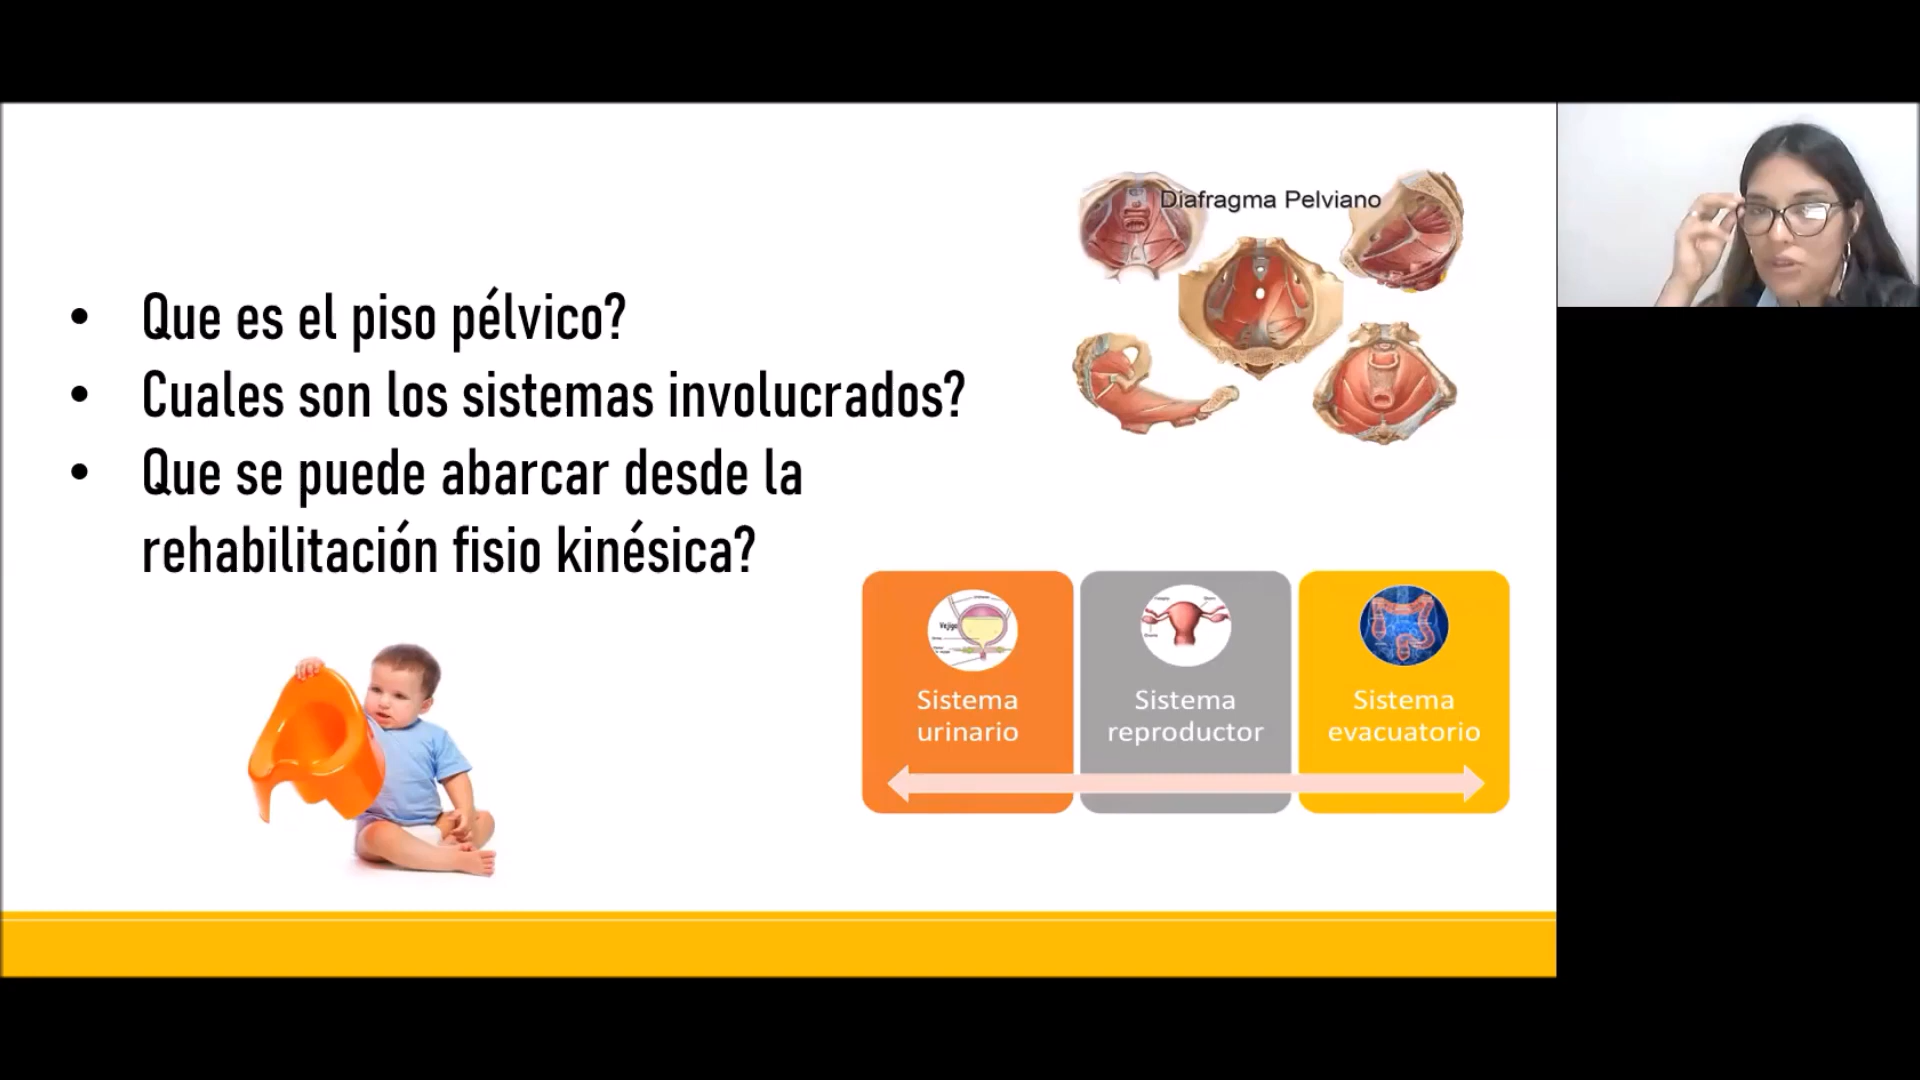 Diafragma Pelviano
• Que es el piso pélvico?
• Cuales son los sistemas involucrados?
• Que se puede abarcar desde la
rehabilitación fisio kinésica?
Vejiga
Sistema
urinario
Sistema
reproductor
Sistema
evacuatorio